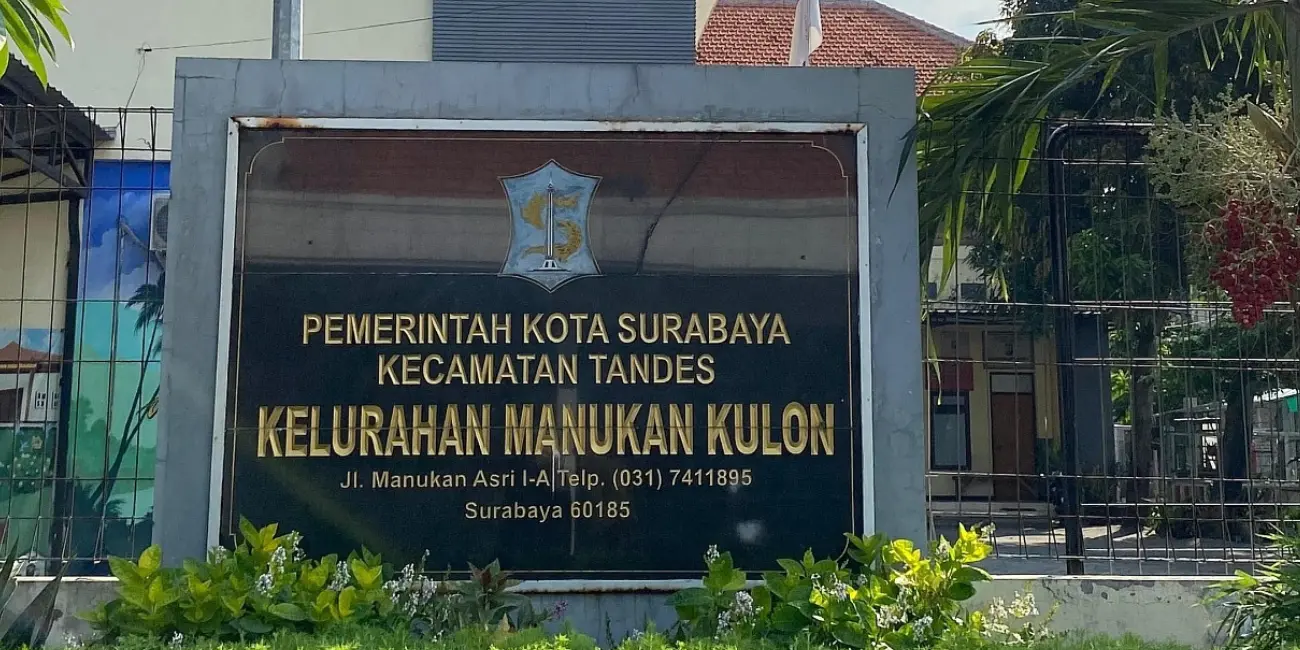 PEMERINTAH KOTA SURABAYA
KECAMATAN TANDES
KELURAHAN MANUKAN KULON
Jl. Manukan Asri I-A Telp. (031) 7411895
Surabaya 60185